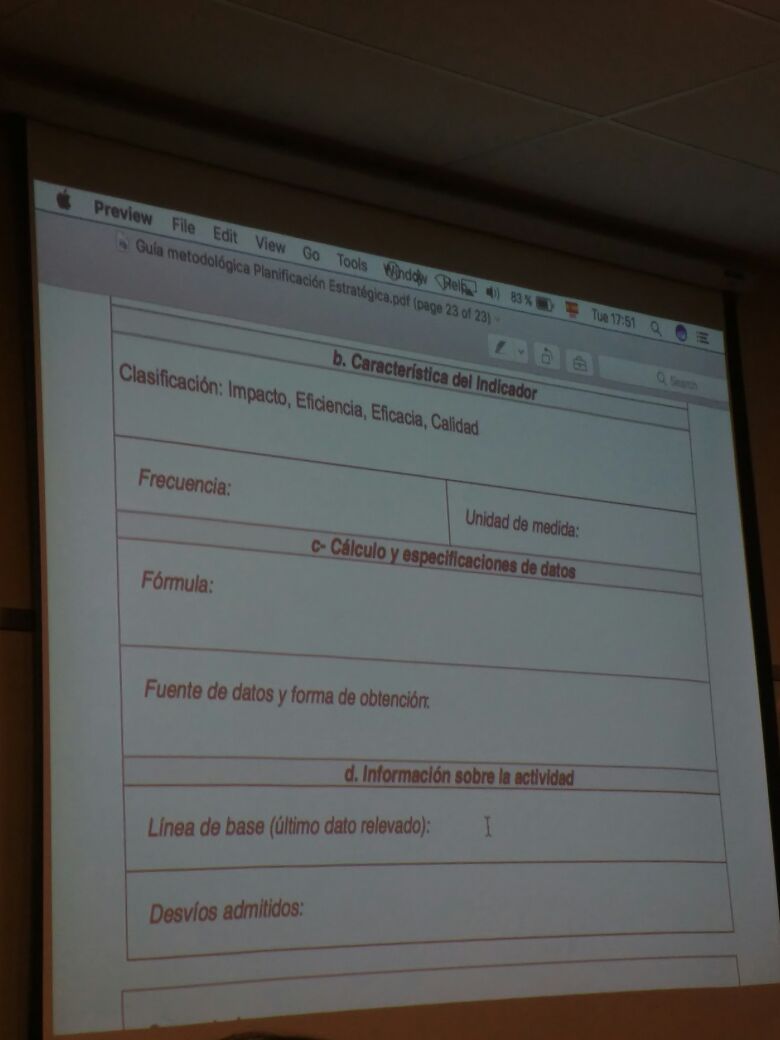 Preview File Edit View Go Tools Window Help 83 % Tue 17:51
Guía metodológica Planificación Estratégica.pdf (page 23 of 23)
Search
b. Característica del Indicador
Clasificación: Impacto, Eficiencia, Eficacia, Calidad
Frecuencia:
Unidad de medida:
c- Cálculo y especificaciones de datos
Fórmula:
Fuente de datos y forma de obtención:
d. Información sobre la actividad
Línea de base (último dato relevado):
Desvíos admitidos: